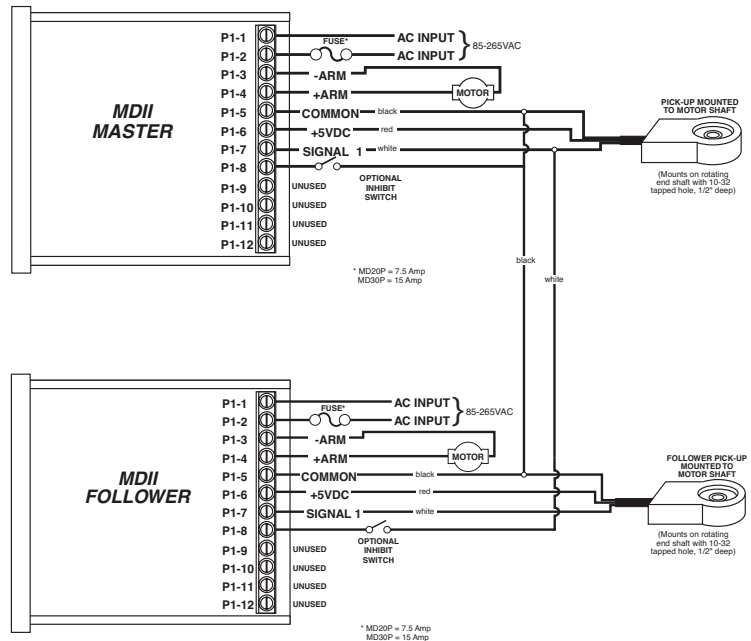 P1-1
AC INPUT
P1-2
FUSE*
AC INPUT
85-265VAC
P1-3
-ARM
P1-4
+ARM
MOTOR
MDII
MASTER
P1-5
COMMON
black
P1-6
+5VDC
red
P1-7
SIGNAL 1
white
P1-8
OPTIONAL
INHIBIT
SWITCH
P1-9
UNUSED
P1-10
UNUSED
P1-11
UNUSED
P1-12
UNUSED
PICK-UP MOUNTED
TO MOTOR SHAFT
(Mounts on rotating
end shaft with 10-32
tapped hole, 1/2" deep)
* MD20P = 7.5 Amp
MD30P = 15 Amp
black
white
P1-1
AC INPUT
P1-2
FUSE*
AC INPUT
85-265VAC
P1-3
-ARM
P1-4
+ARM
MOTOR
MDII
FOLLOWER
P1-5
COMMON
black
P1-6
+5VDC
red
P1-7
SIGNAL 1
white
P1-8
OPTIONAL
INHIBIT
SWITCH
P1-9
UNUSED
P1-10
UNUSED
P1-11
UNUSED
P1-12
UNUSED
FOLLOWER PICK-UP
MOUNTED TO
MOTOR SHAFT
(Mounts on rotating
end shaft with 10-32
tapped hole, 1/2" deep)
* MD20P = 7.5 Amp
MD30P = 15 Amp